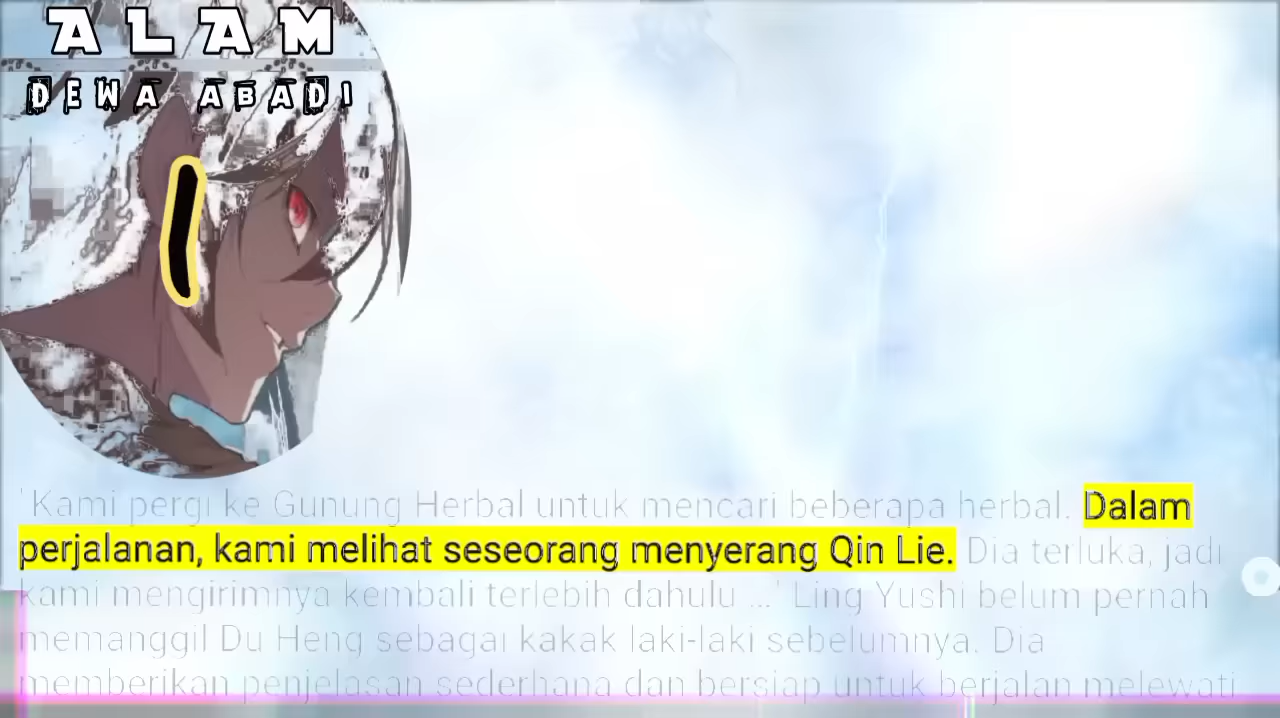 ALAM
DEWA ABADI
'Kami pergi ke Gunung Herbal untuk mencari beberapa herbal. Dalam
perjalanan, kami melihat seseorang menyerang Qin Lie. Dia terluka, jadi
kami mengirimnya kembali terlebih dahulu ...' Ling Yushi belum pernah
memanggil Du Heng sebagai kakak laki-laki sebelumnya. Dia
memberikan penjelasan sederhana dan bersiap untuk berjalan melewati